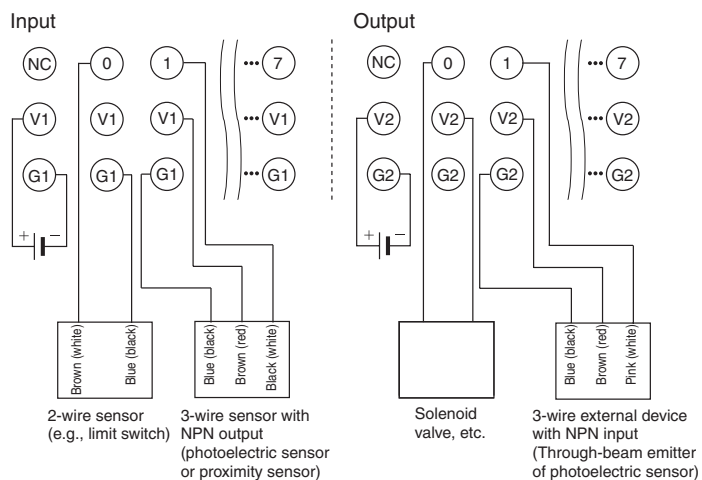 Input
Output
NC 0 1 ••• 7
NC 0 1 ••• 7
V1 V1 V1 ••• V1
V2 V2 V2 ••• V2
G1 G1 G1 ••• G1
G2 G2 G2 ••• G2
+ −
+ −
Brown (white)
Blue (black)
Blue (black)
Brown (red)
Black (white)
Blue (black)
Brown (red)
Pink (white)
2-wire sensor
(e.g., limit switch)
3-wire sensor with
NPN output
(photoelectric sensor
or proximity sensor)
Solenoid
valve, etc.
3-wire external device
with NPN input
(Through-beam emitter
of photoelectric sensor)